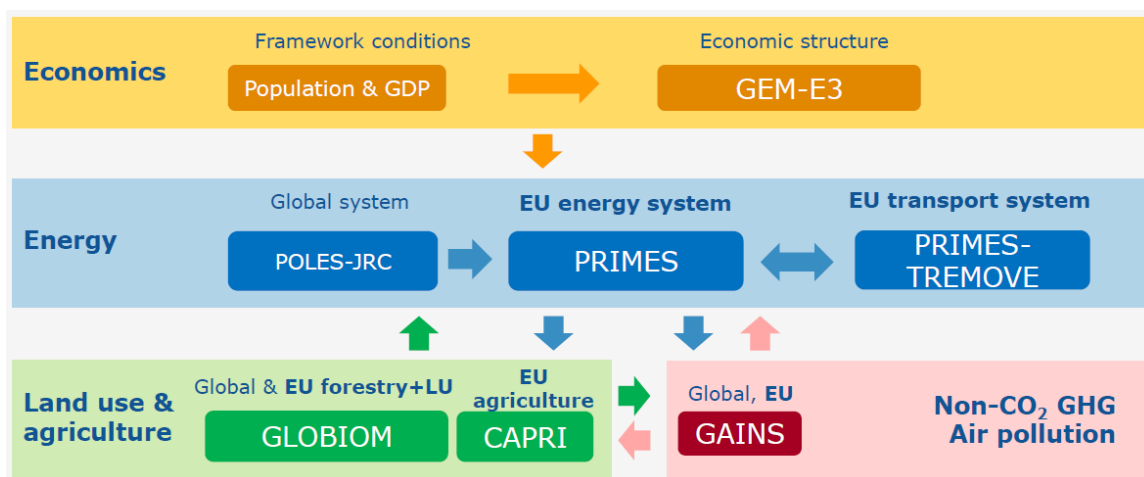 Framework conditions
Economic structure
Economics
Population & GDP
GEM-E3
Global system
EU energy system
EU transport system
Energy
POLES-JRC
PRIMES
PRIMES-
TREMOVE
Global & EU forestry+LU
EU
agriculture
Global, EU
Land use &
agriculture
GLOBIOM
CAPRI
GAINS
Non-CO₂ GHG
Air pollution